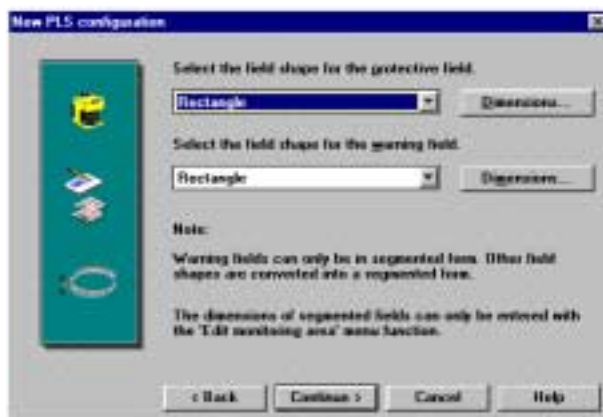 New PLS configuration
Select the field shape for the protective field.
Rectangle
Dimensions...
Select the field shape for the warning field.
Rectangle
Dimensions...
Note:
Warning fields can only be in segmented form. Other field
shapes are converted into a segmented form.
The dimensions of segmented fields can only be entered with
the 'Edit monitoring area' menu function.
< Back
Continue >
Cancel
Help